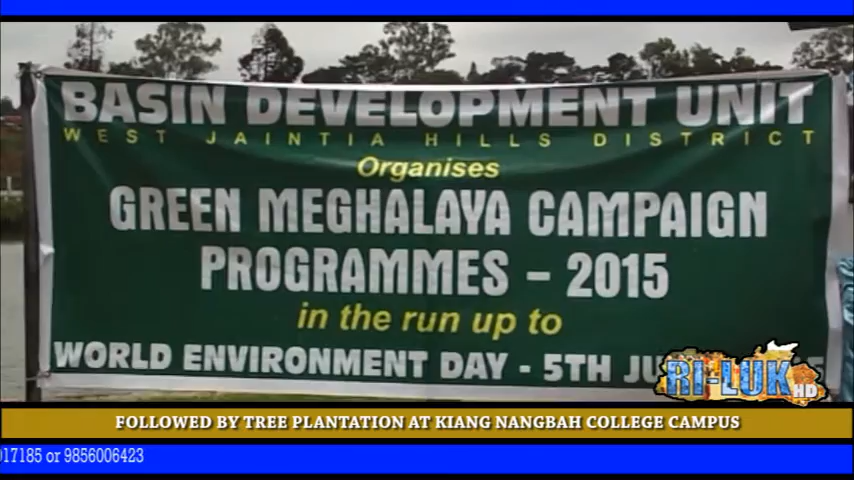 BASIN DEVELOPMENT UNIT
WEST JAINTIA HILLS DISTRICT
Organises
GREEN MEGHALAYA CAMPAIGN
PROGRAMMES - 2015
in the run up to
WORLD ENVIRONMENT DAY - 5TH
RI-LUK HD
FOLLOWED BY TREE PLANTATION AT KIANG NANGBAH COLLEGE CAMPUS
017185 or 9856006423